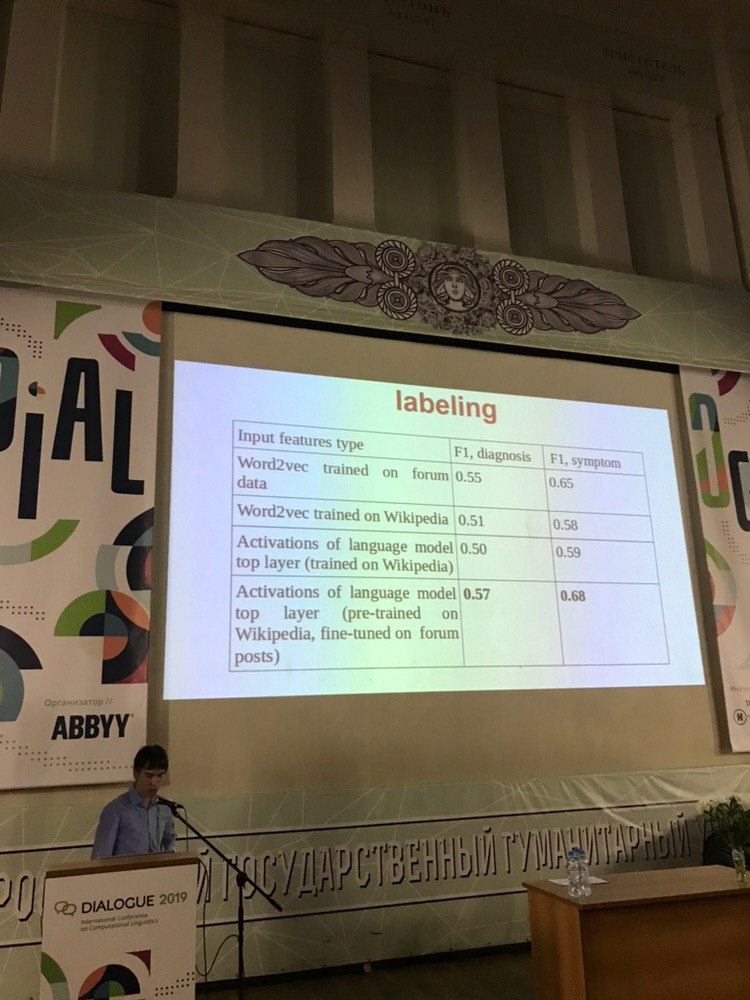 АРИСТОТЕЛЬ
labeling
Input features type
F1, diagnosis
F1, symptom
Word2vec trained on forum
data
0.55
0.65
Word2vec trained on Wikipedia
0.51
0.58
Activations of language model
top layer (trained on Wikipedia)
0.50
0.59
Activations of language model
top layer (pre-trained on
Wikipedia, fine-tuned on forum
posts)
0.57
0.68
DIAL
Организатор //
ABBYY
ГОСУДАРСТВЕННЫЙ ГУМАНИТАРНЫЙ
DIALOGUE 2019
International Conference
on Computational Linguistics